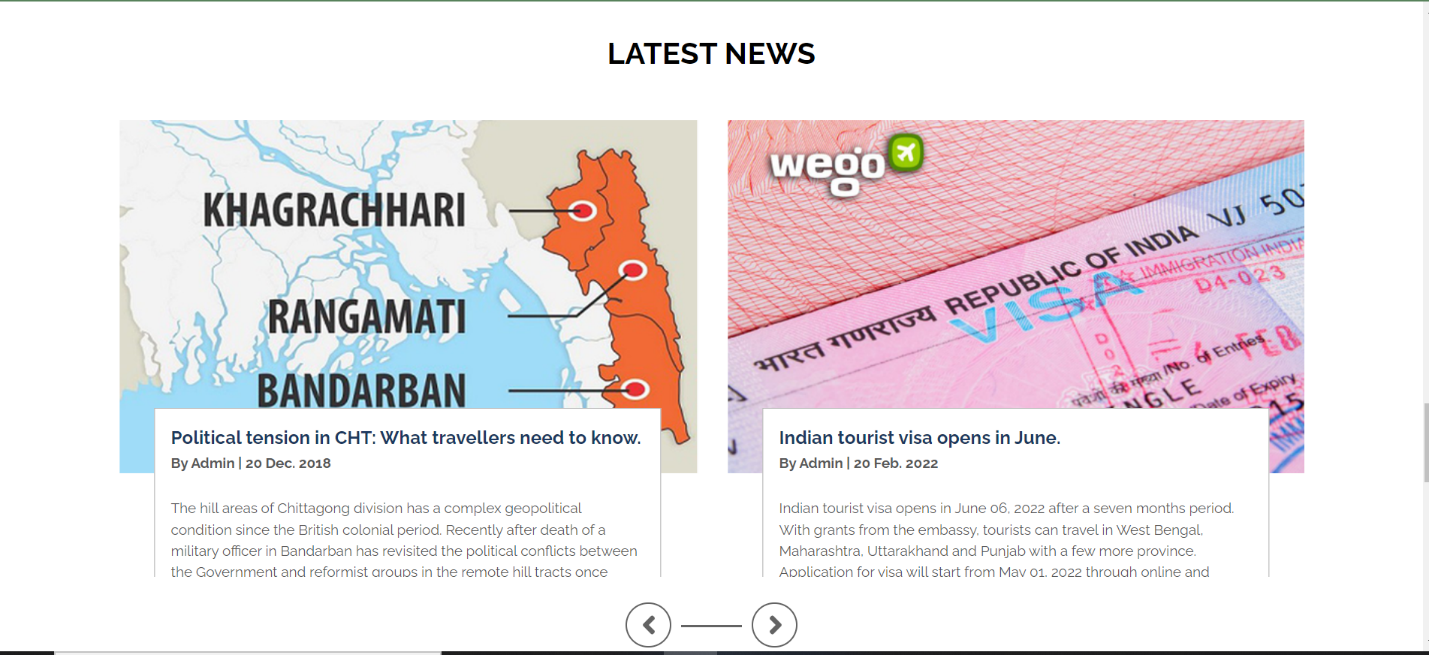 LATEST NEWS
KHAGRACHHARI
RANGAMATI
BANDARBAN
Political tension in CHT: What travellers need to know.
By Admin | 20 Dec. 2018
The hill areas of Chittagong division has a complex geopolitical
condition since the British colonial period. Recently after death of a
military officer in Bandarban has revisited the political conflicts between
the Government and reformist groups in the remote hill tracts once
wego
भारत गणराज्य REPUBLIC OF INDIA VJ 50
VISA
IMMIGRATION INDIA
D4-023
FEB
प्रवेशों की संख्या /No. of Entries
NGLE
Date of Expiry
Indian tourist visa opens in June.
By Admin | 20 Feb. 2022
Indian tourist visa opens in June 06, 2022 after a seven months period.
With grants from the embassy, tourists can travel in West Bengal,
Maharashtra, Uttarakhand and Punjab with a few more province.
Application for visa will start from May 01, 2022 through online and